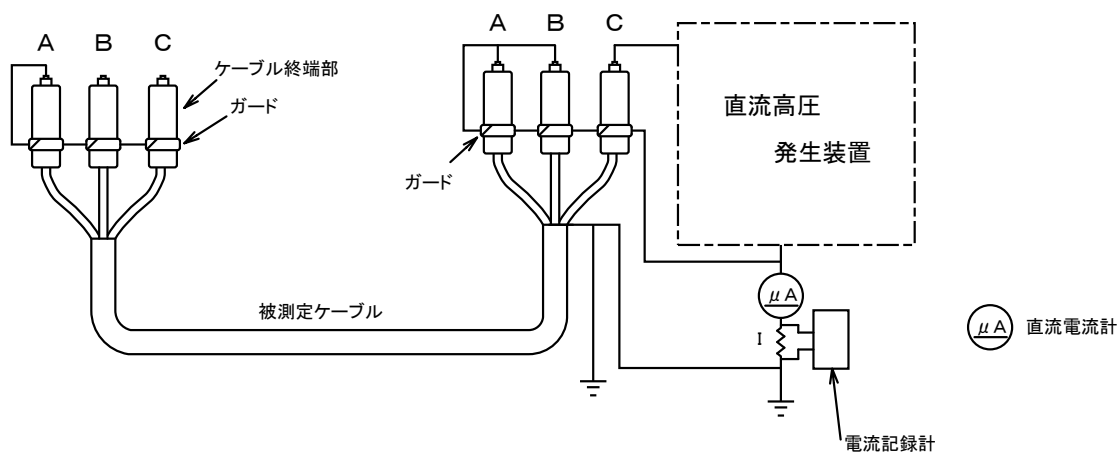 A B C
A B C
ケーブル終端部
ガード
ガード
直流高圧
発生装置
被測定ケーブル
μA
I
μA 直流電流計
電流記録計